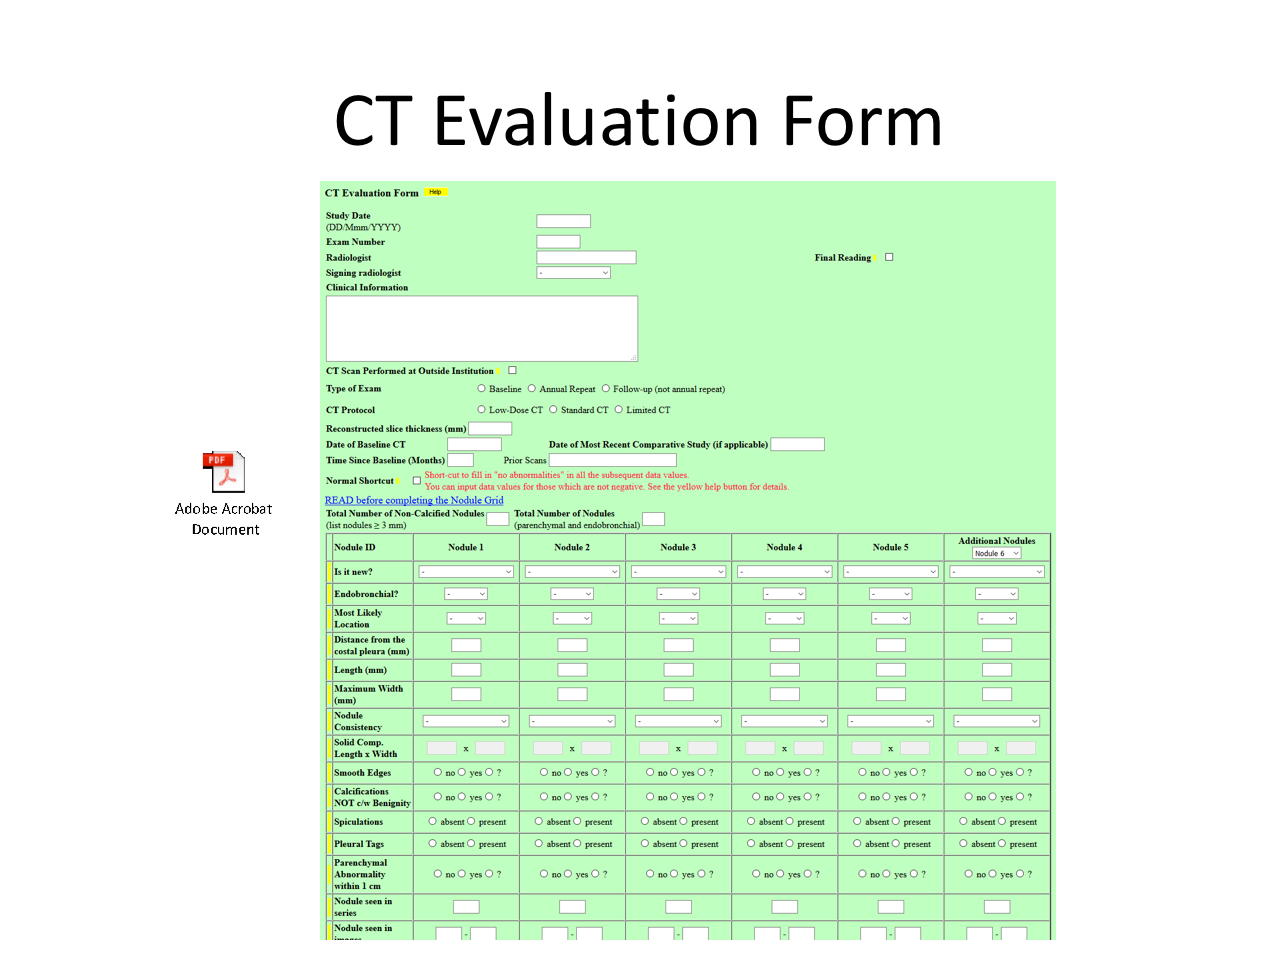 CT Evaluation Form
CT Evaluation Form Help
Study Date
(DD/Mmm/YYYY)
Exam Number
Radiologist Final Reading
Signing radiologist -
Clinical Information
CT Scan Performed at Outside Institution
Type of Exam Baseline Annual Repeat Follow-up (not annual repeat)
CT Protocol Low-Dose CT Standard CT Limited CT
Reconstructed slice thickness (mm)
Date of Baseline CT Date of Most Recent Comparative Study (if applicable)
Time Since Baseline (Months) Prior Scans
Normal Shortcut Short-cut to fill in "no abnormalities" in all the subsequent data values.
You can input data values for those which are not negative. See the yellow help button for details.
READ before completing the Nodule Grid
Total Number of Non-Calcified Nodules Total Number of Nodules
(list nodules ≥ 3 mm) (parenchymal and endobronchial)
Nodule ID Nodule 1 Nodule 2 Nodule 3 Nodule 4 Nodule 5 Additional Nodules
Nodule 6
Is it new? - - - - - -
Endobronchial? - - - - - -
Most Likely
Location - - - - - -
Distance from the
costal pleura (mm)
Length (mm)
Maximum Width
(mm)
Nodule
Consistency - - - - - -
Solid Comp.
Length x Width x x x x x x
Smooth Edges no yes ? no yes ? no yes ? no yes ? no yes ? no yes ?
Calcifications
NOT c/w Benignity no yes ? no yes ? no yes ? no yes ? no yes ? no yes ?
Spiculations absent present absent present absent present absent present absent present absent present
Pleural Tags absent present absent present absent present absent present absent present absent present
Parenchymal
Abnormality
within 1 cm no yes ? no yes ? no yes ? no yes ? no yes ? no yes ?
Nodule seen in
series
Nodule seen in
images - - - - - -
Adobe Acrobat
Document